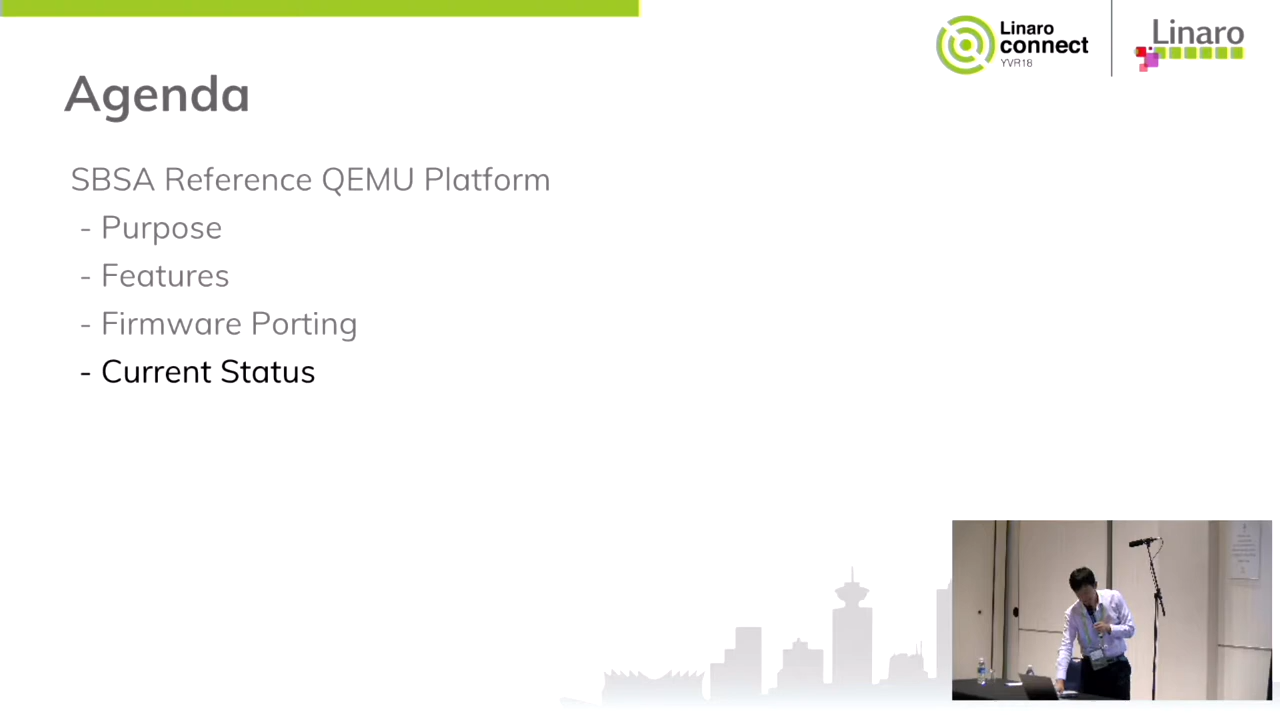 Linaro
connect
YVR18
Linaro
Agenda
SBSA Reference QEMU Platform
- Purpose
- Features
- Firmware Porting
- Current Status